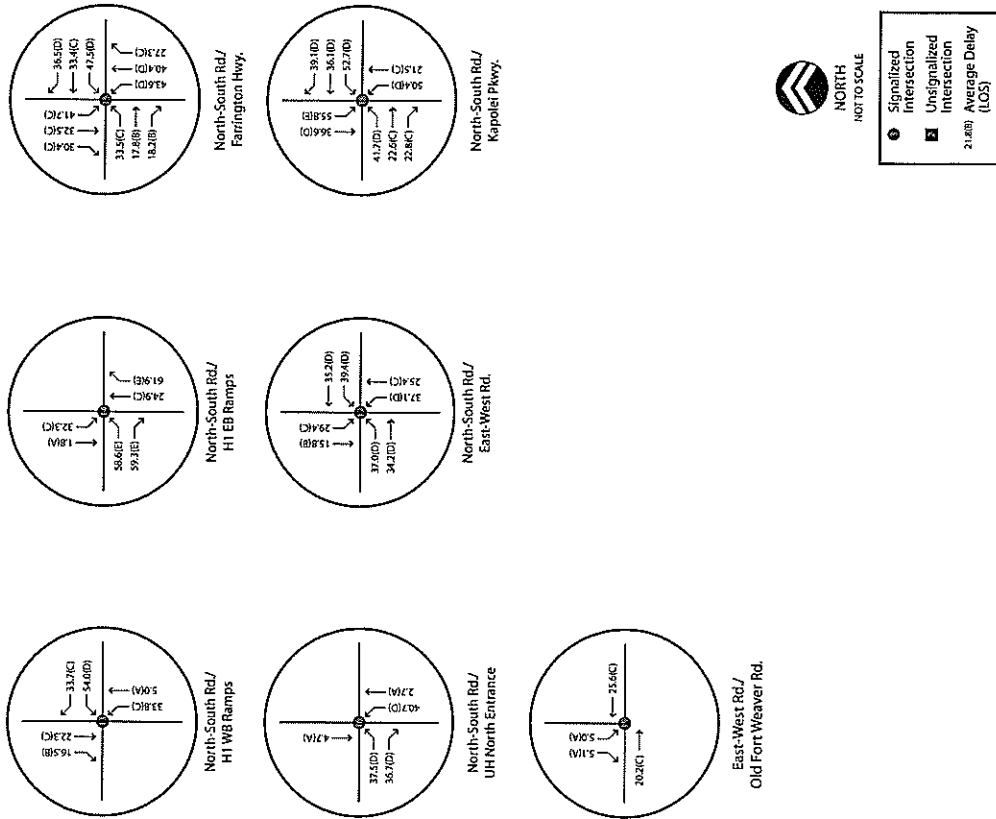 33.7(C)
54.0(D)
16.5(B)
22.3(C)
33.8(C)
5.0(A)
North-South Rd./
H1 WB Ramps
1.8(A)
32.3(C)
58.6(E)
59.3(E)
24.9(C)
61.9(E)
North-South Rd./
H1 EB Ramps
36.5(D)
33.4(C)
47.5(D)
30.4(C)
32.5(C)
41.7(C)
33.5(C)
17.8(B)
18.2(B)
43.6(D)
40.4(D)
27.3(C)
North-South Rd./
Farrington Hwy.
4.7(A)
37.5(D)
36.7(D)
40.7(D)
2.7(A)
North-South Rd./
UH North Entrance
35.2(D)
39.4(D)
15.8(B)
29.4(C)
37.0(D)
34.2(D)
37.1(D)
25.4(C)
North-South Rd./
East-West Rd.
39.1(D)
36.1(D)
52.7(D)
36.6(D)
55.8(E)
41.7(D)
22.6(C)
22.8(C)
50.4(D)
21.5(C)
North-South Rd./
Kapolei Pkwy.
25.6(C)
5.1(A)
5.0(A)
20.2(C)
East-West Rd./
Old Fort Weaver Rd.
NORTH
NOT TO SCALE
Signalized
Intersection
Unsignalized
Intersection
21.8(B) Average Delay
(LOS)